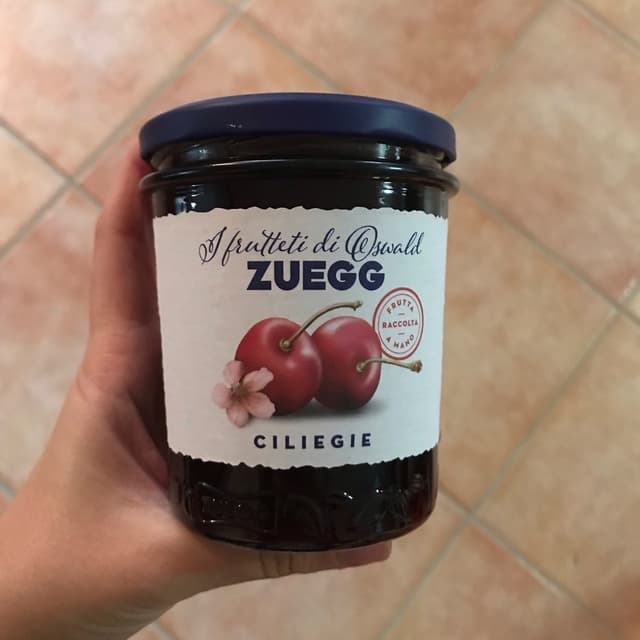 I frutteti di Oswald
ZUEGG
FRUTTA
RACCOLTA
A MANO
CILIEGIE